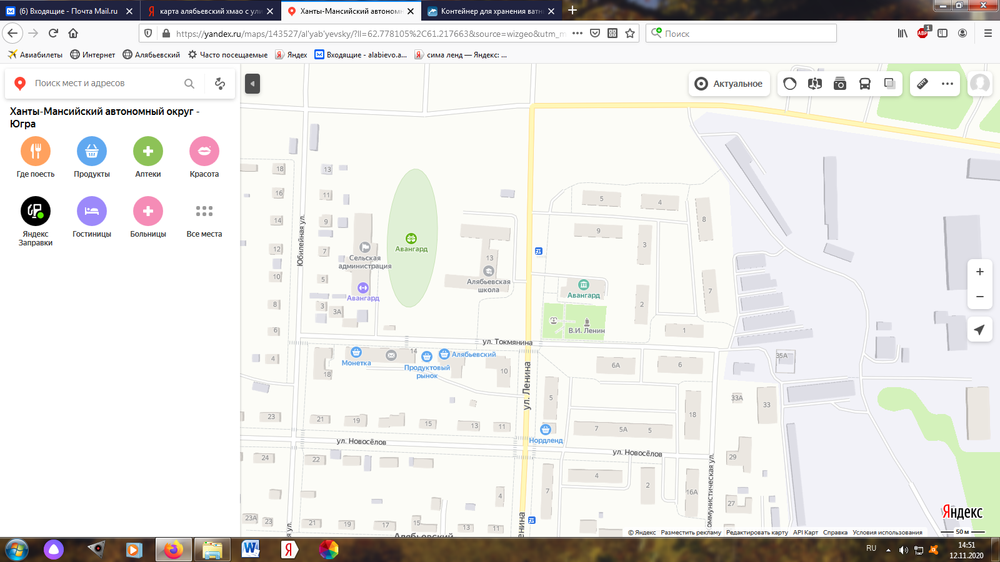 (6) Входящие - Почта Mail.ru
карта алябьевский хмао с ули
Ханты-Мансийский автономн
Контейнер для хранения ватн
https://yandex.ru/maps/143527/al'yab'yevsky/?ll=62.778105%2C61.217663&source=wizgeo&utm_m
Поиск
ABP
1
Авиабилеты
Интернет
Алябьевский
Часто посещаемые
Яндекс
Входящие - alabievo.a...
сима ленд — Яндекс: ...
Поиск мест и адресов
Актуальное
Ханты-Мансийский автономный округ -
Югра
Где поесть
Продукты
Аптеки
Красота
Яндекс
Заправки
Гостиницы
Больницы
Все места
18
13
16
11
14
9
12
7
10
5
8
3
3А
6
4
Юбилейная ул.
Сельская
администрация
Авангард
Авангард
13
Алябьевская
школа
5
4
8
9
3
7
2
1
Авангард
В.И. Ленин
ул. Токмянина
Монетка
14
Продуктовый
рынок
Алябьевский
18
10
ул. Ленина
6А
6
35А
5
18
33А
33
23
21
19
15
13
11
7
5А
5
Нордленд
ул. Новосёлов
ул. Новосёлов
24
22
29
4
2
7
16А
27
4
оммунистическая ул.
23А
23
21
19
17
15
13
11
я ул.
енина
Алябьевский
Яндекс
© Яндекс
Разместить рекламу
Редактировать карту
API Карт
Справка
Условия использования
50 м
RU
14:51
12.11.2020